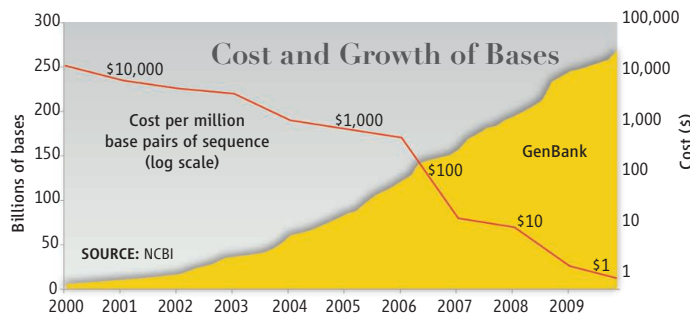 Cost and Growth of Bases
300
250
200
150
100
50
0
Billions of bases
100,000
10,000
1,000
100
10
1
Cost ($)
$10,000
Cost per million
base pairs of sequence
(log scale)
$1,000
$100
GenBank
$10
$1
SOURCE: NCBI
2000 2001 2002 2003 2004 2005 2006 2007 2008 2009